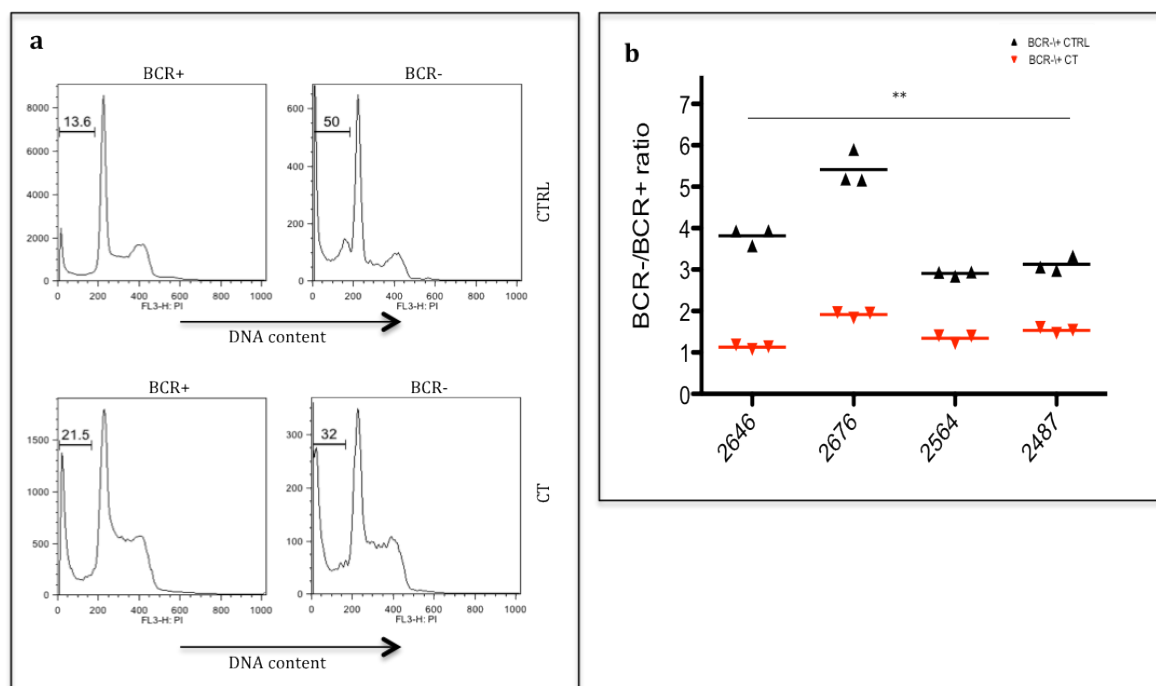 a
BCR+
BCR-
8000
6000
4000
2000
0
13.6
0 200 400 600 800 1000
FL3-H: PI
600
400
200
0
50
0 200 400 600 800 1000
FL3-H: PI
CTRL
DNA content
BCR+
BCR-
1500
1000
500
0
21.5
0 200 400 600 800 1000
FL3-H: PI
300
200
100
0
32
0 200 400 600 800 1000
FL3-H: PI
CT
DNA content
b
BCR-\+ CTRL
BCR-\+ CT
**
BCR-/BCR+ ratio
7
6
5
4
3
2
1
0
2646
2676
2564
2487